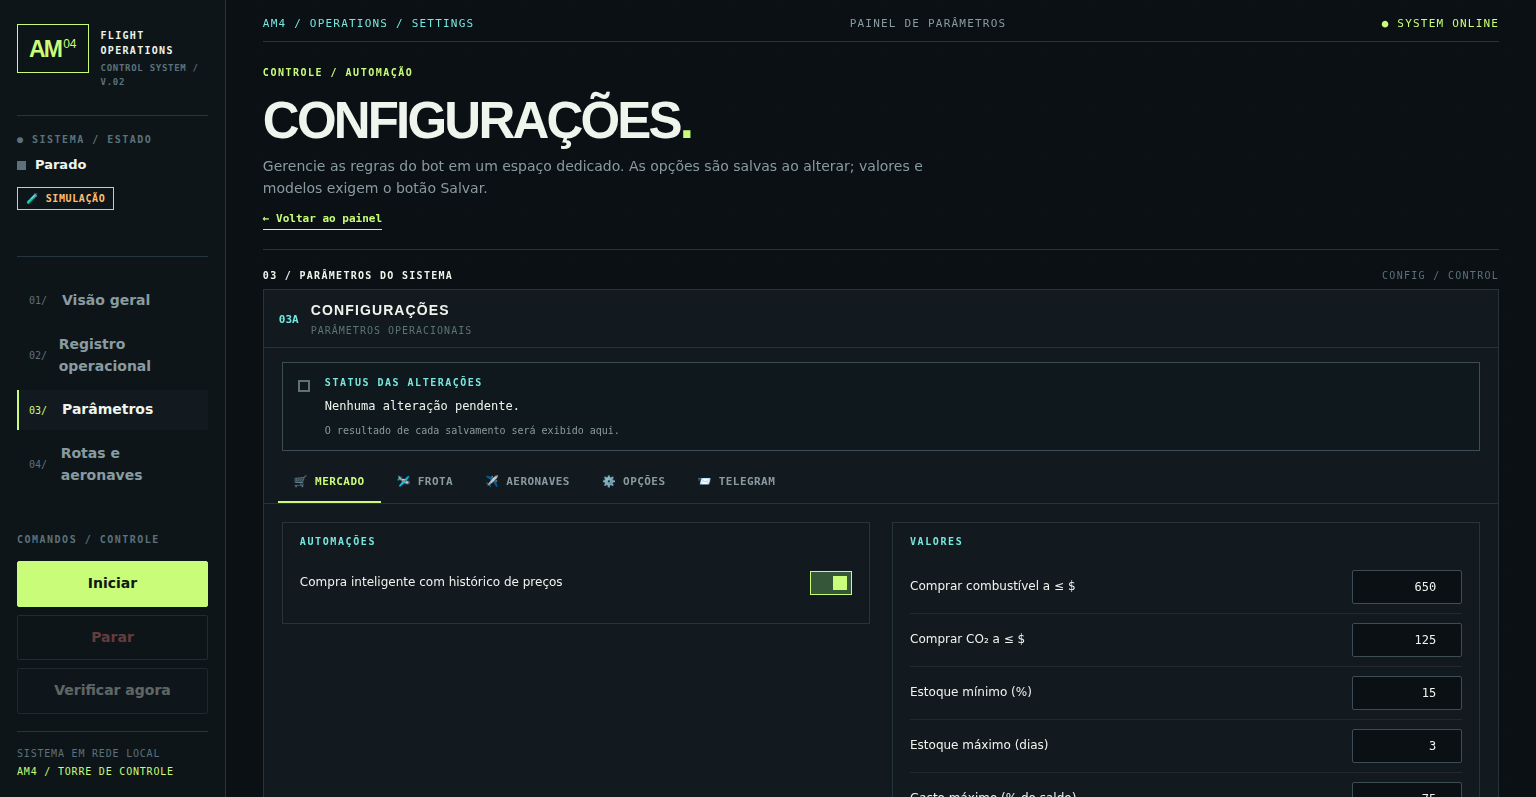 AM04
FLIGHT
OPERATIONS
CONTROL SYSTEM /
V.02
● SISTEMA / ESTADO
Parado
🧪 SIMULAÇÃO
01/ Visão geral
02/ Registro
operacional
03/ Parâmetros
04/ Rotas e
aeronaves
COMANDOS / CONTROLE
Iniciar
Parar
Verificar agora
SISTEMA EM REDE LOCAL
AM4 / TORRE DE CONTROLE
AM4 / OPERATIONS / SETTINGS
PAINEL DE PARÂMETROS
● SYSTEM ONLINE
CONTROLE / AUTOMAÇÃO
CONFIGURAÇÕES.
Gerencie as regras do bot em um espaço dedicado. As opções são salvas ao alterar; valores e
modelos exigem o botão Salvar.
← Voltar ao painel
03 / PARÂMETROS DO SISTEMA
CONFIG / CONTROL
03A
CONFIGURAÇÕES
PARÂMETROS OPERACIONAIS
STATUS DAS ALTERAÇÕES
Nenhuma alteração pendente.
O resultado de cada salvamento será exibido aqui.
🛒 MERCADO
🛩️ FROTA
✈️ AERONAVES
⚙️ OPÇÕES
📨 TELEGRAM
AUTOMAÇÕES
Compra inteligente com histórico de preços
VALORES
Comprar combustível a ≤ $ 650
Comprar CO₂ a ≤ $ 125
Estoque mínimo (%) 15
Estoque máximo (dias) 3
Gasto máximo (% do saldo) 75